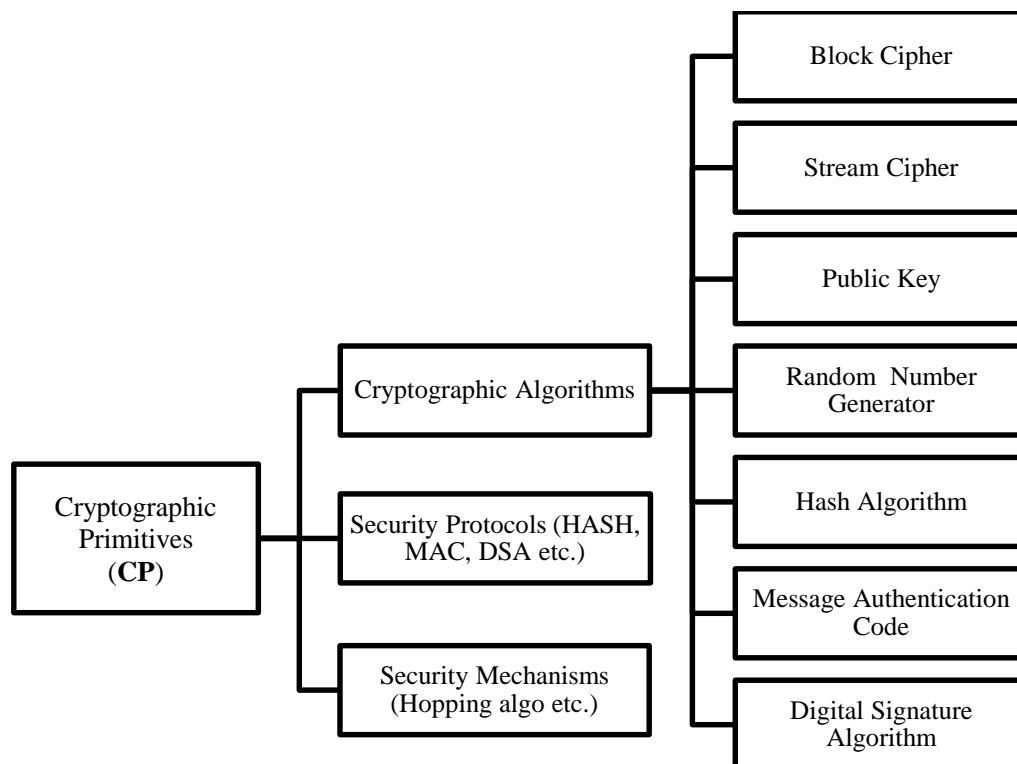 Cryptographic
Primitives
(CP)
Cryptographic Algorithms
Security Protocols (HASH,
MAC, DSA etc.)
Security Mechanisms
(Hopping algo etc.)
Block Cipher
Stream Cipher
Public Key
Random Number
Generator
Hash Algorithm
Message Authentication
Code
Digital Signature
Algorithm